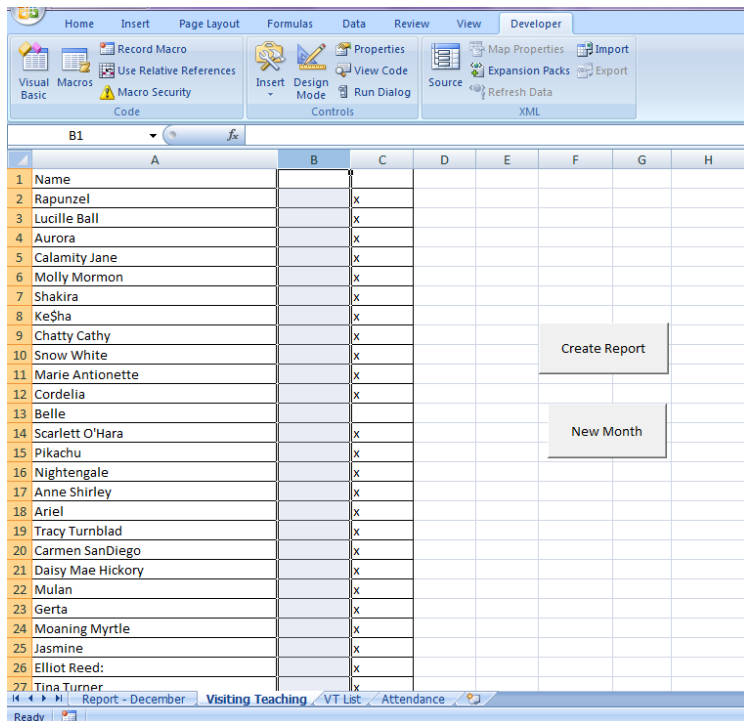 Home Insert Page Layout Formulas Data Review View Developer
Record Macro Properties Map Properties Import
Use Relative References View Code Expansion Packs Export
Visual Basic Macros Macro Security Insert Design Mode Run Dialog Source Refresh Data
Code Controls XML
B1 fx
A B C D E F G H
1 Name
2 Rapunzel x
3 Lucille Ball x
4 Aurora x
5 Calamity Jane x
6 Molly Mormon x
7 Shakira x
8 Ke$ha x
9 Chatty Cathy x
Create Report
10 Snow White x
11 Marie Antionette x
12 Cordelia x
13 Belle
New Month
14 Scarlett O'Hara x
15 Pikachu x
16 Nightengale x
17 Anne Shirley x
18 Ariel x
19 Tracy Turnblad x
20 Carmen SanDiego x
21 Daisy Mae Hickory x
22 Mulan x
23 Gerta x
24 Moaning Myrtle x
25 Jasmine x
26 Elliot Reed: x
27 Tina Turner x
Report - December Visiting Teaching VT List Attendance
Ready